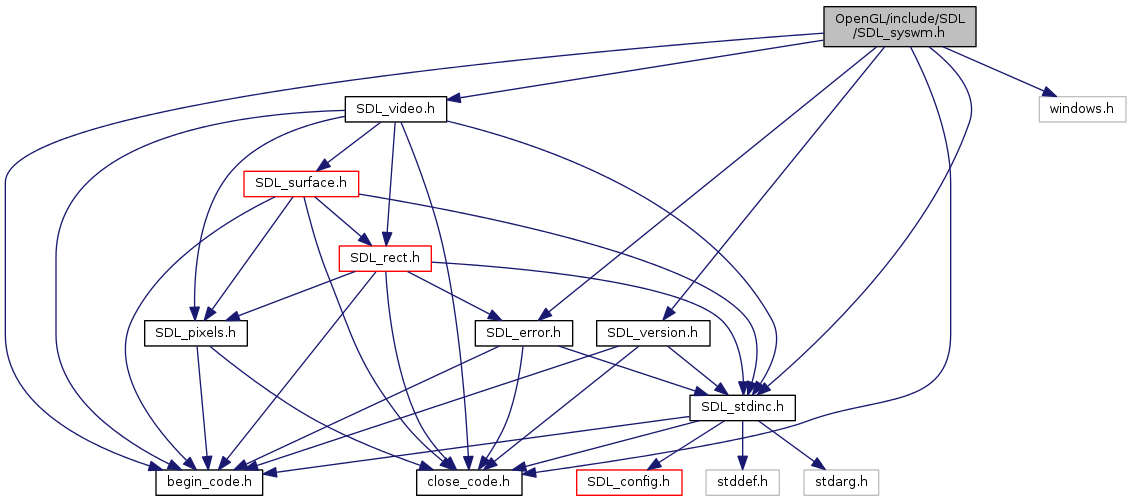 OpenGL/include/SDL
/SDL_syswm.h
SDL_video.h
windows.h
SDL_surface.h
SDL_rect.h
SDL_pixels.h
SDL_error.h
SDL_version.h
SDL_stdinc.h
begin_code.h
close_code.h
SDL_config.h
stddef.h
stdarg.h